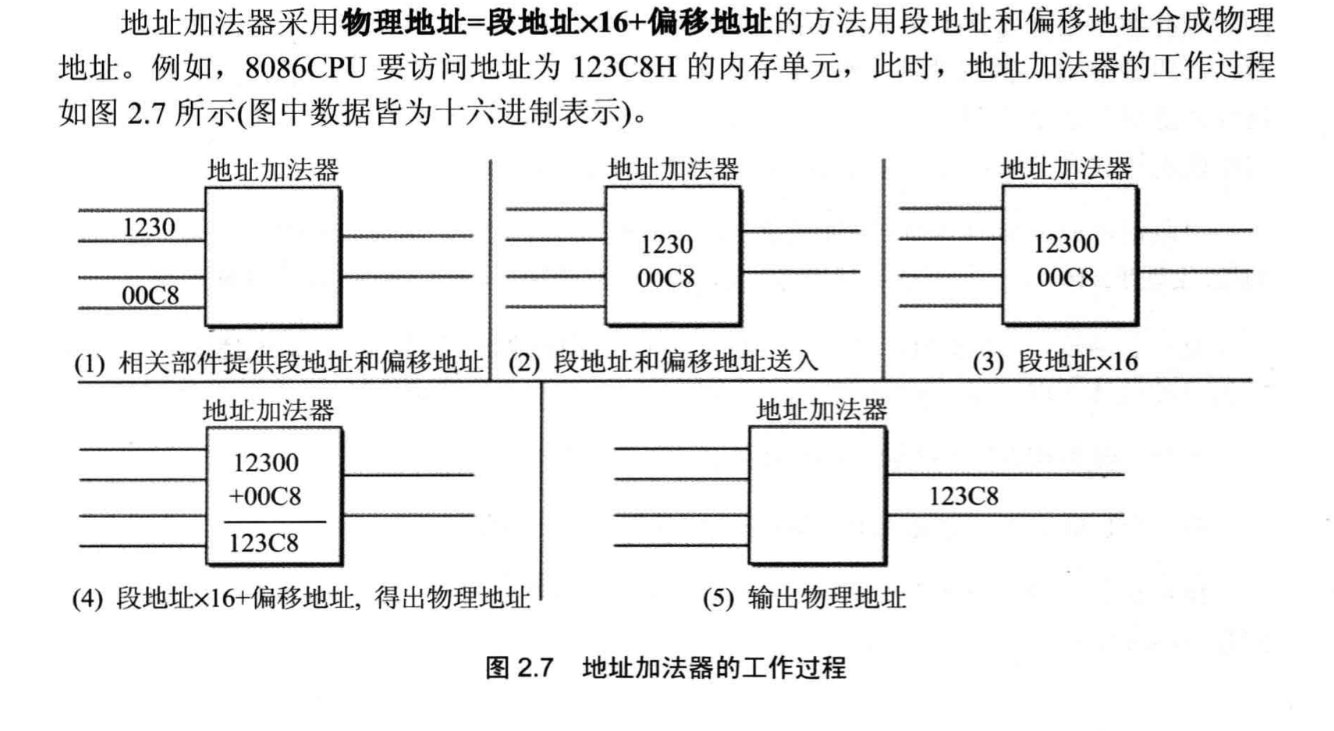 地址加法器采用物理地址=段地址×16+偏移地址的方法用段地址和偏移地址合成物理
地址。例如，8086CPU 要访问地址为 123C8H 的内存单元，此时，地址加法器的工作过程
如图 2.7 所示(图中数据皆为十六进制表示)。
地址加法器
1230
00C8
(1) 相关部件提供段地址和偏移地址
地址加法器
1230
00C8
(2) 段地址和偏移地址送入
地址加法器
12300
00C8
(3) 段地址×16
地址加法器
12300
+00C8
123C8
(4) 段地址×16+偏移地址, 得出物理地址
地址加法器
123C8
(5) 输出物理地址
图 2.7 地址加法器的工作过程